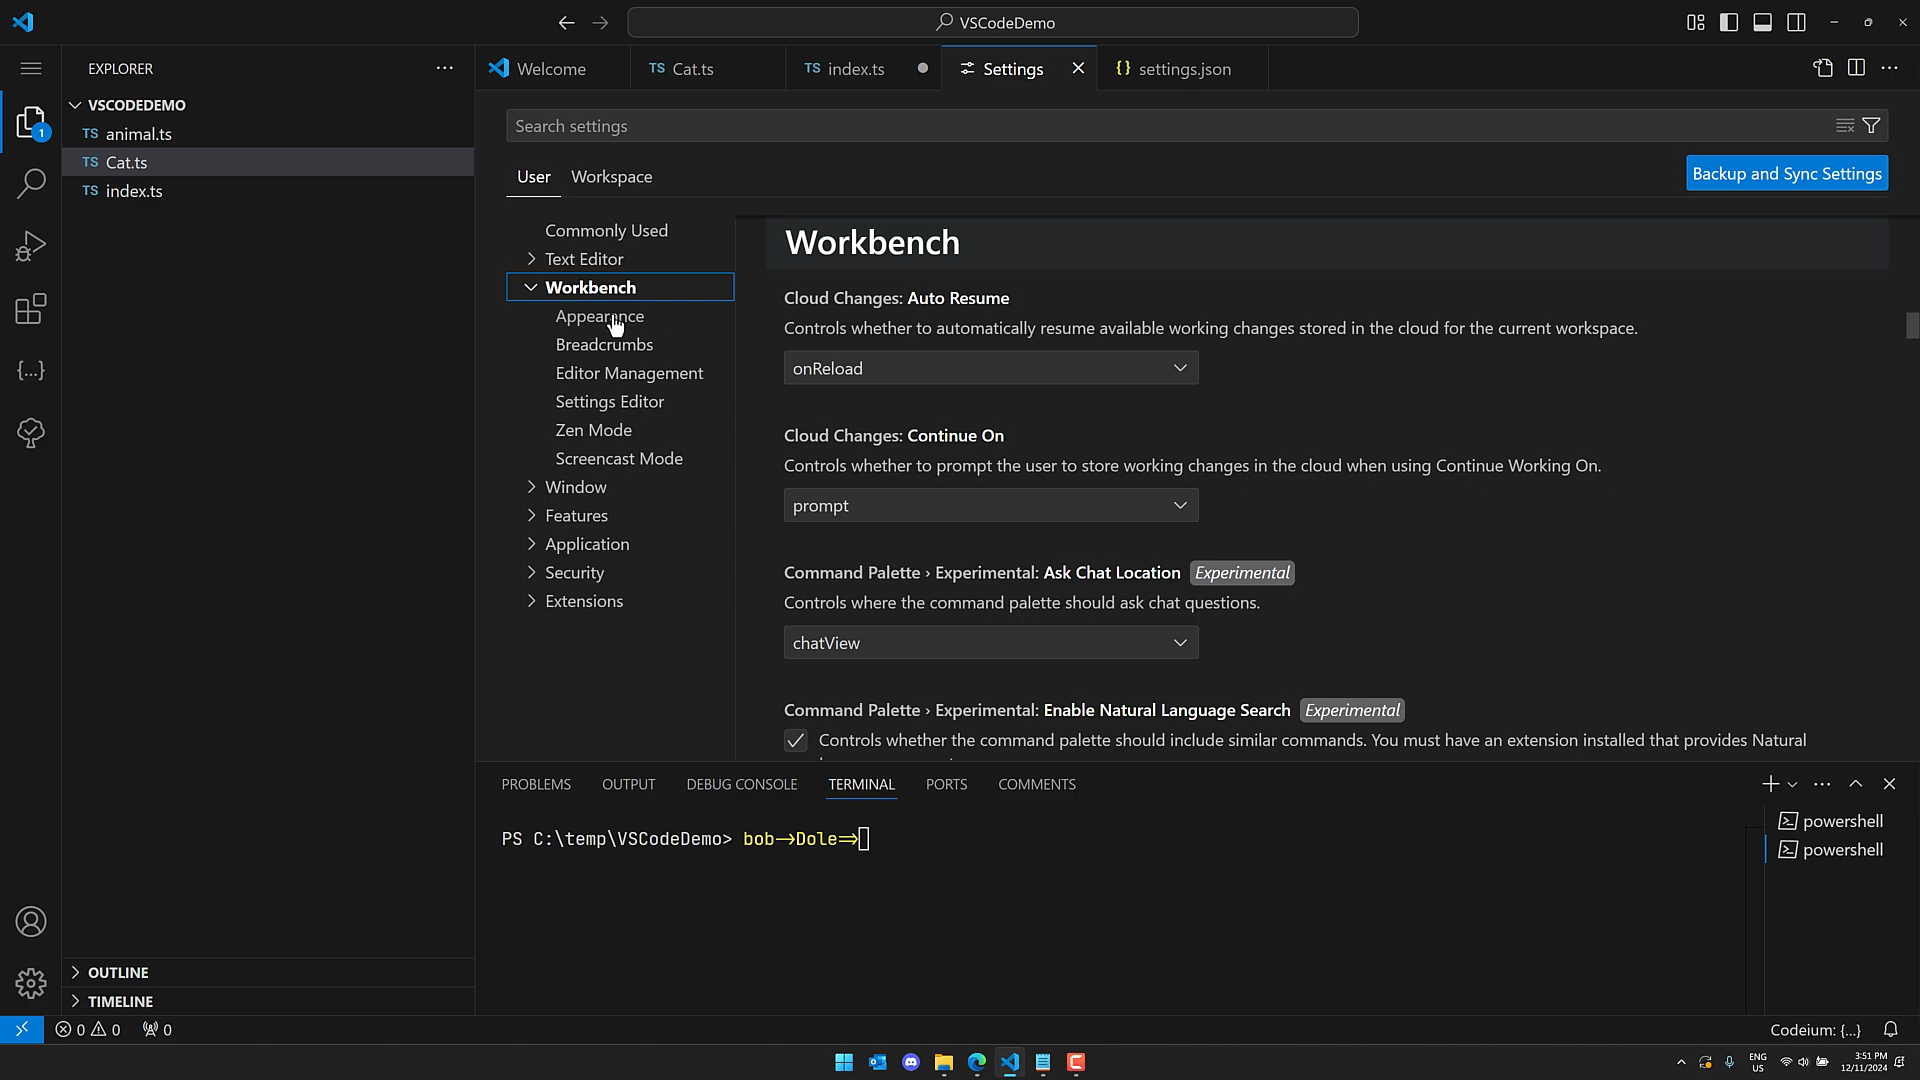 VSCodeDemo
EXPLORER
VSCODEDEMO
TS animal.ts
TS Cat.ts
TS index.ts
1
Welcome
TS Cat.ts
TS index.ts
Settings
{} settings.json
Search settings
User
Workspace
Backup and Sync Settings
Commonly Used
Text Editor
Workbench
Appearance
Breadcrumbs
Editor Management
Settings Editor
Zen Mode
Screencast Mode
Window
Features
Application
Security
Extensions
Workbench
Cloud Changes: Auto Resume
Controls whether to automatically resume available working changes stored in the cloud for the current workspace.
onReload
Cloud Changes: Continue On
Controls whether to prompt the user to store working changes in the cloud when using Continue Working On.
prompt
Command Palette › Experimental: Ask Chat Location Experimental
Controls where the command palette should ask chat questions.
chatView
Command Palette › Experimental: Enable Natural Language Search Experimental
Controls whether the command palette should include similar commands. You must have an extension installed that provides Natural
PROBLEMS
OUTPUT
DEBUG CONSOLE
TERMINAL
PORTS
COMMENTS
PS C:\temp\VSCodeDemo> bob->Dole=>
powershell
powershell
OUTLINE
TIMELINE
0 0 0
Codeium: {...}
ENG
US
3:51 PM
12/11/2024